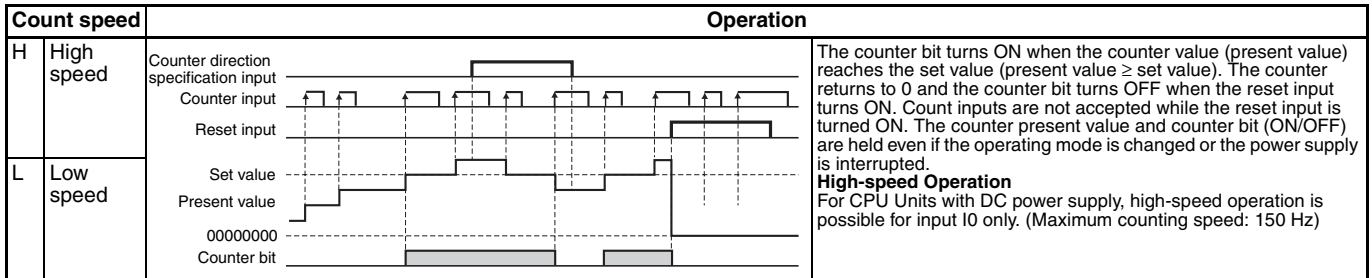 Count speed
Operation
H
High
speed
L
Low
speed
Counter direction
specification input
Counter input
Reset input
Set value
Present value
00000000
Counter bit
The counter bit turns ON when the counter value (present value)
reaches the set value (present value ≥ set value). The counter
returns to 0 and the counter bit turns OFF when the reset input
turns ON. Count inputs are not accepted while the reset input is
turned ON. The counter present value and counter bit (ON/OFF)
are held even if the operating mode is changed or the power supply
is interrupted.
High-speed Operation
For CPU Units with DC power supply, high-speed operation is
possible for input I0 only. (Maximum counting speed: 150 Hz)